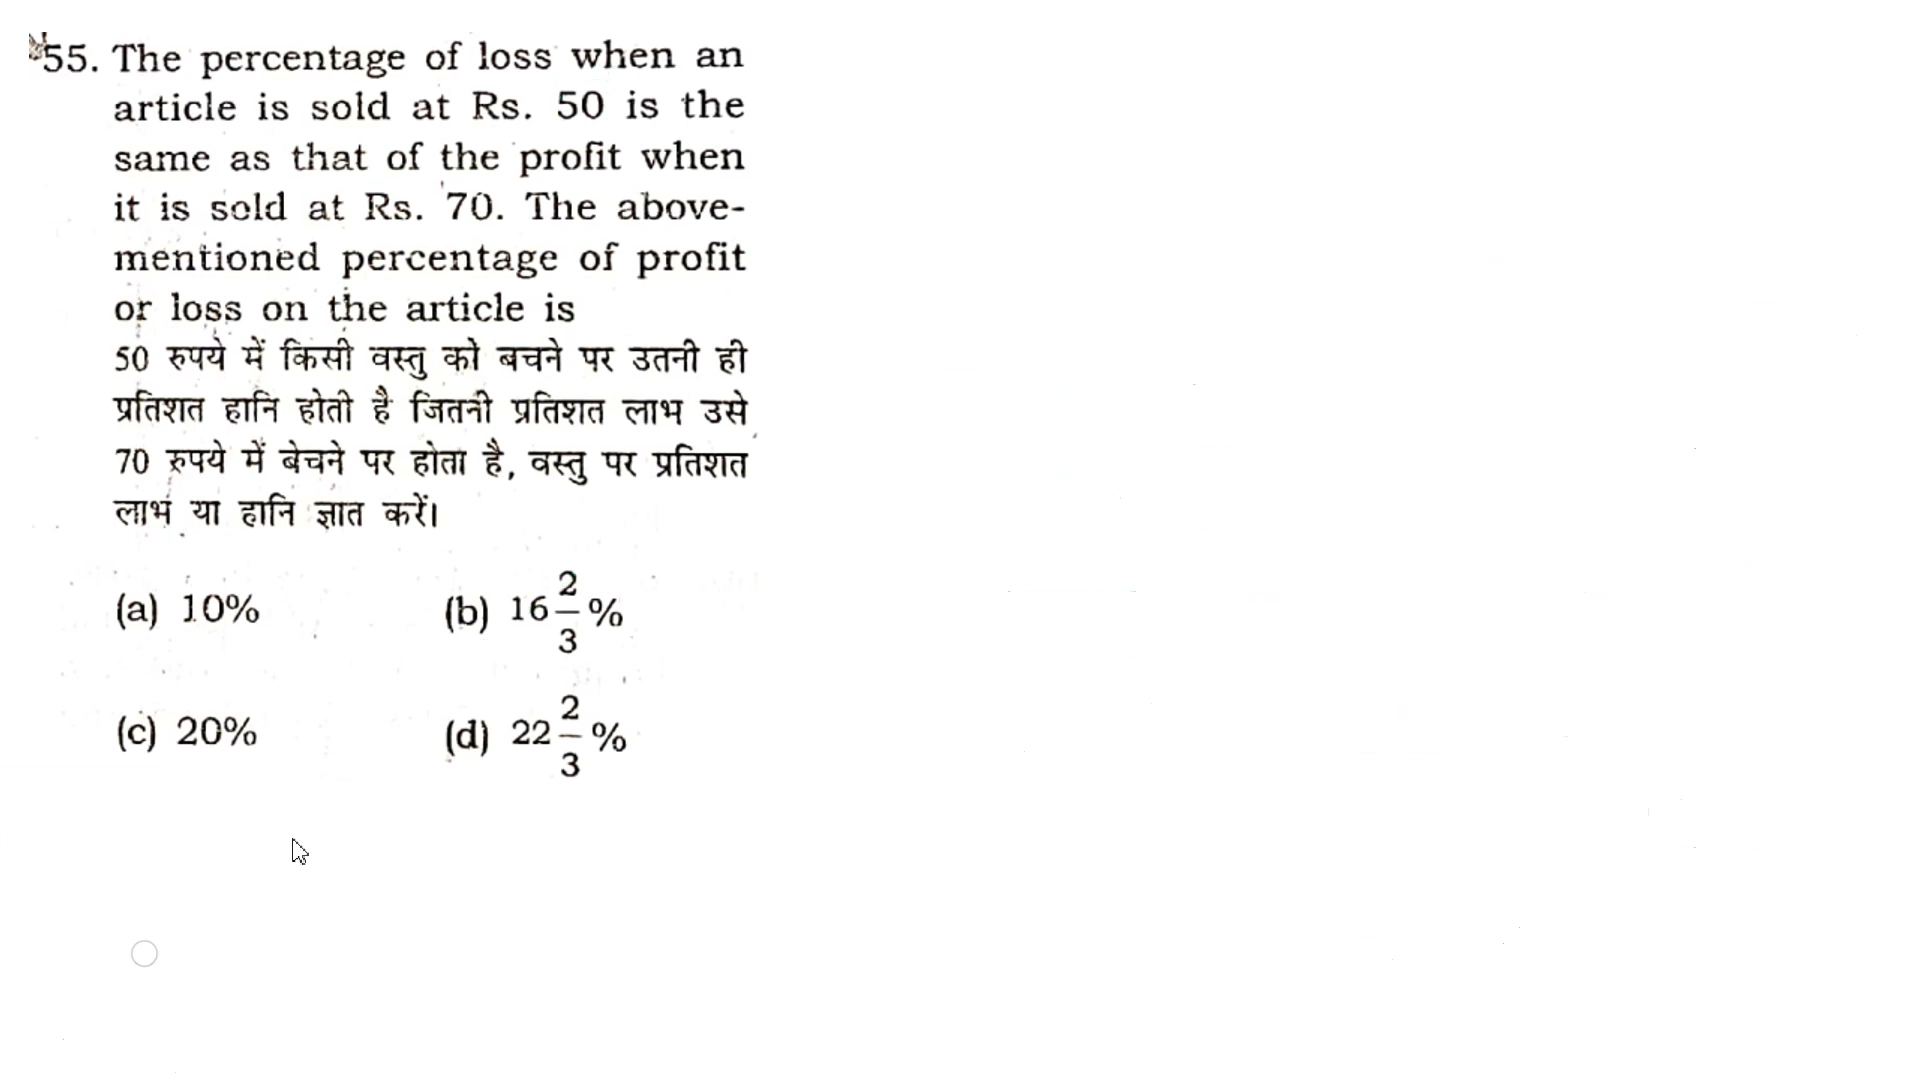 55. The percentage of loss when an
article is sold at Rs. 50 is the
same as that of the profit when
it is sold at Rs. 70. The above-
mentioned percentage of profit
or loss on the article is
50 रुपये में किसी वस्तु को बचने पर उतनी ही
प्रतिशत हानि होती है जितनी प्रतिशत लाभ उसे
70 रुपये में बेचने पर होता है, वस्तु पर प्रतिशत
लाभ या हानि ज्ञात करें।
(a) 10% (b) 16 2/3 %
(c) 20% (d) 22 2/3 %